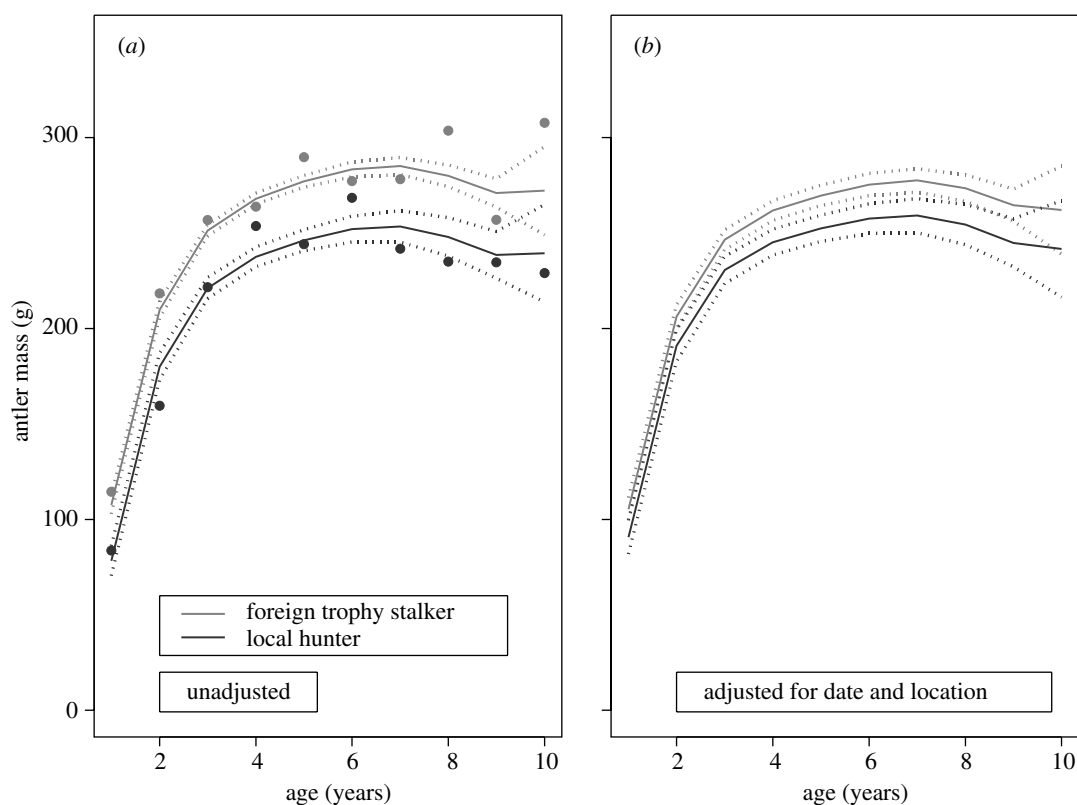 (a)
(b)
300
200
100
0
antler mass (g)
foreign trophy stalker
local hunter
unadjusted
adjusted for date and location
2 4 6 8 10
2 4 6 8 10
age (years)
age (years)